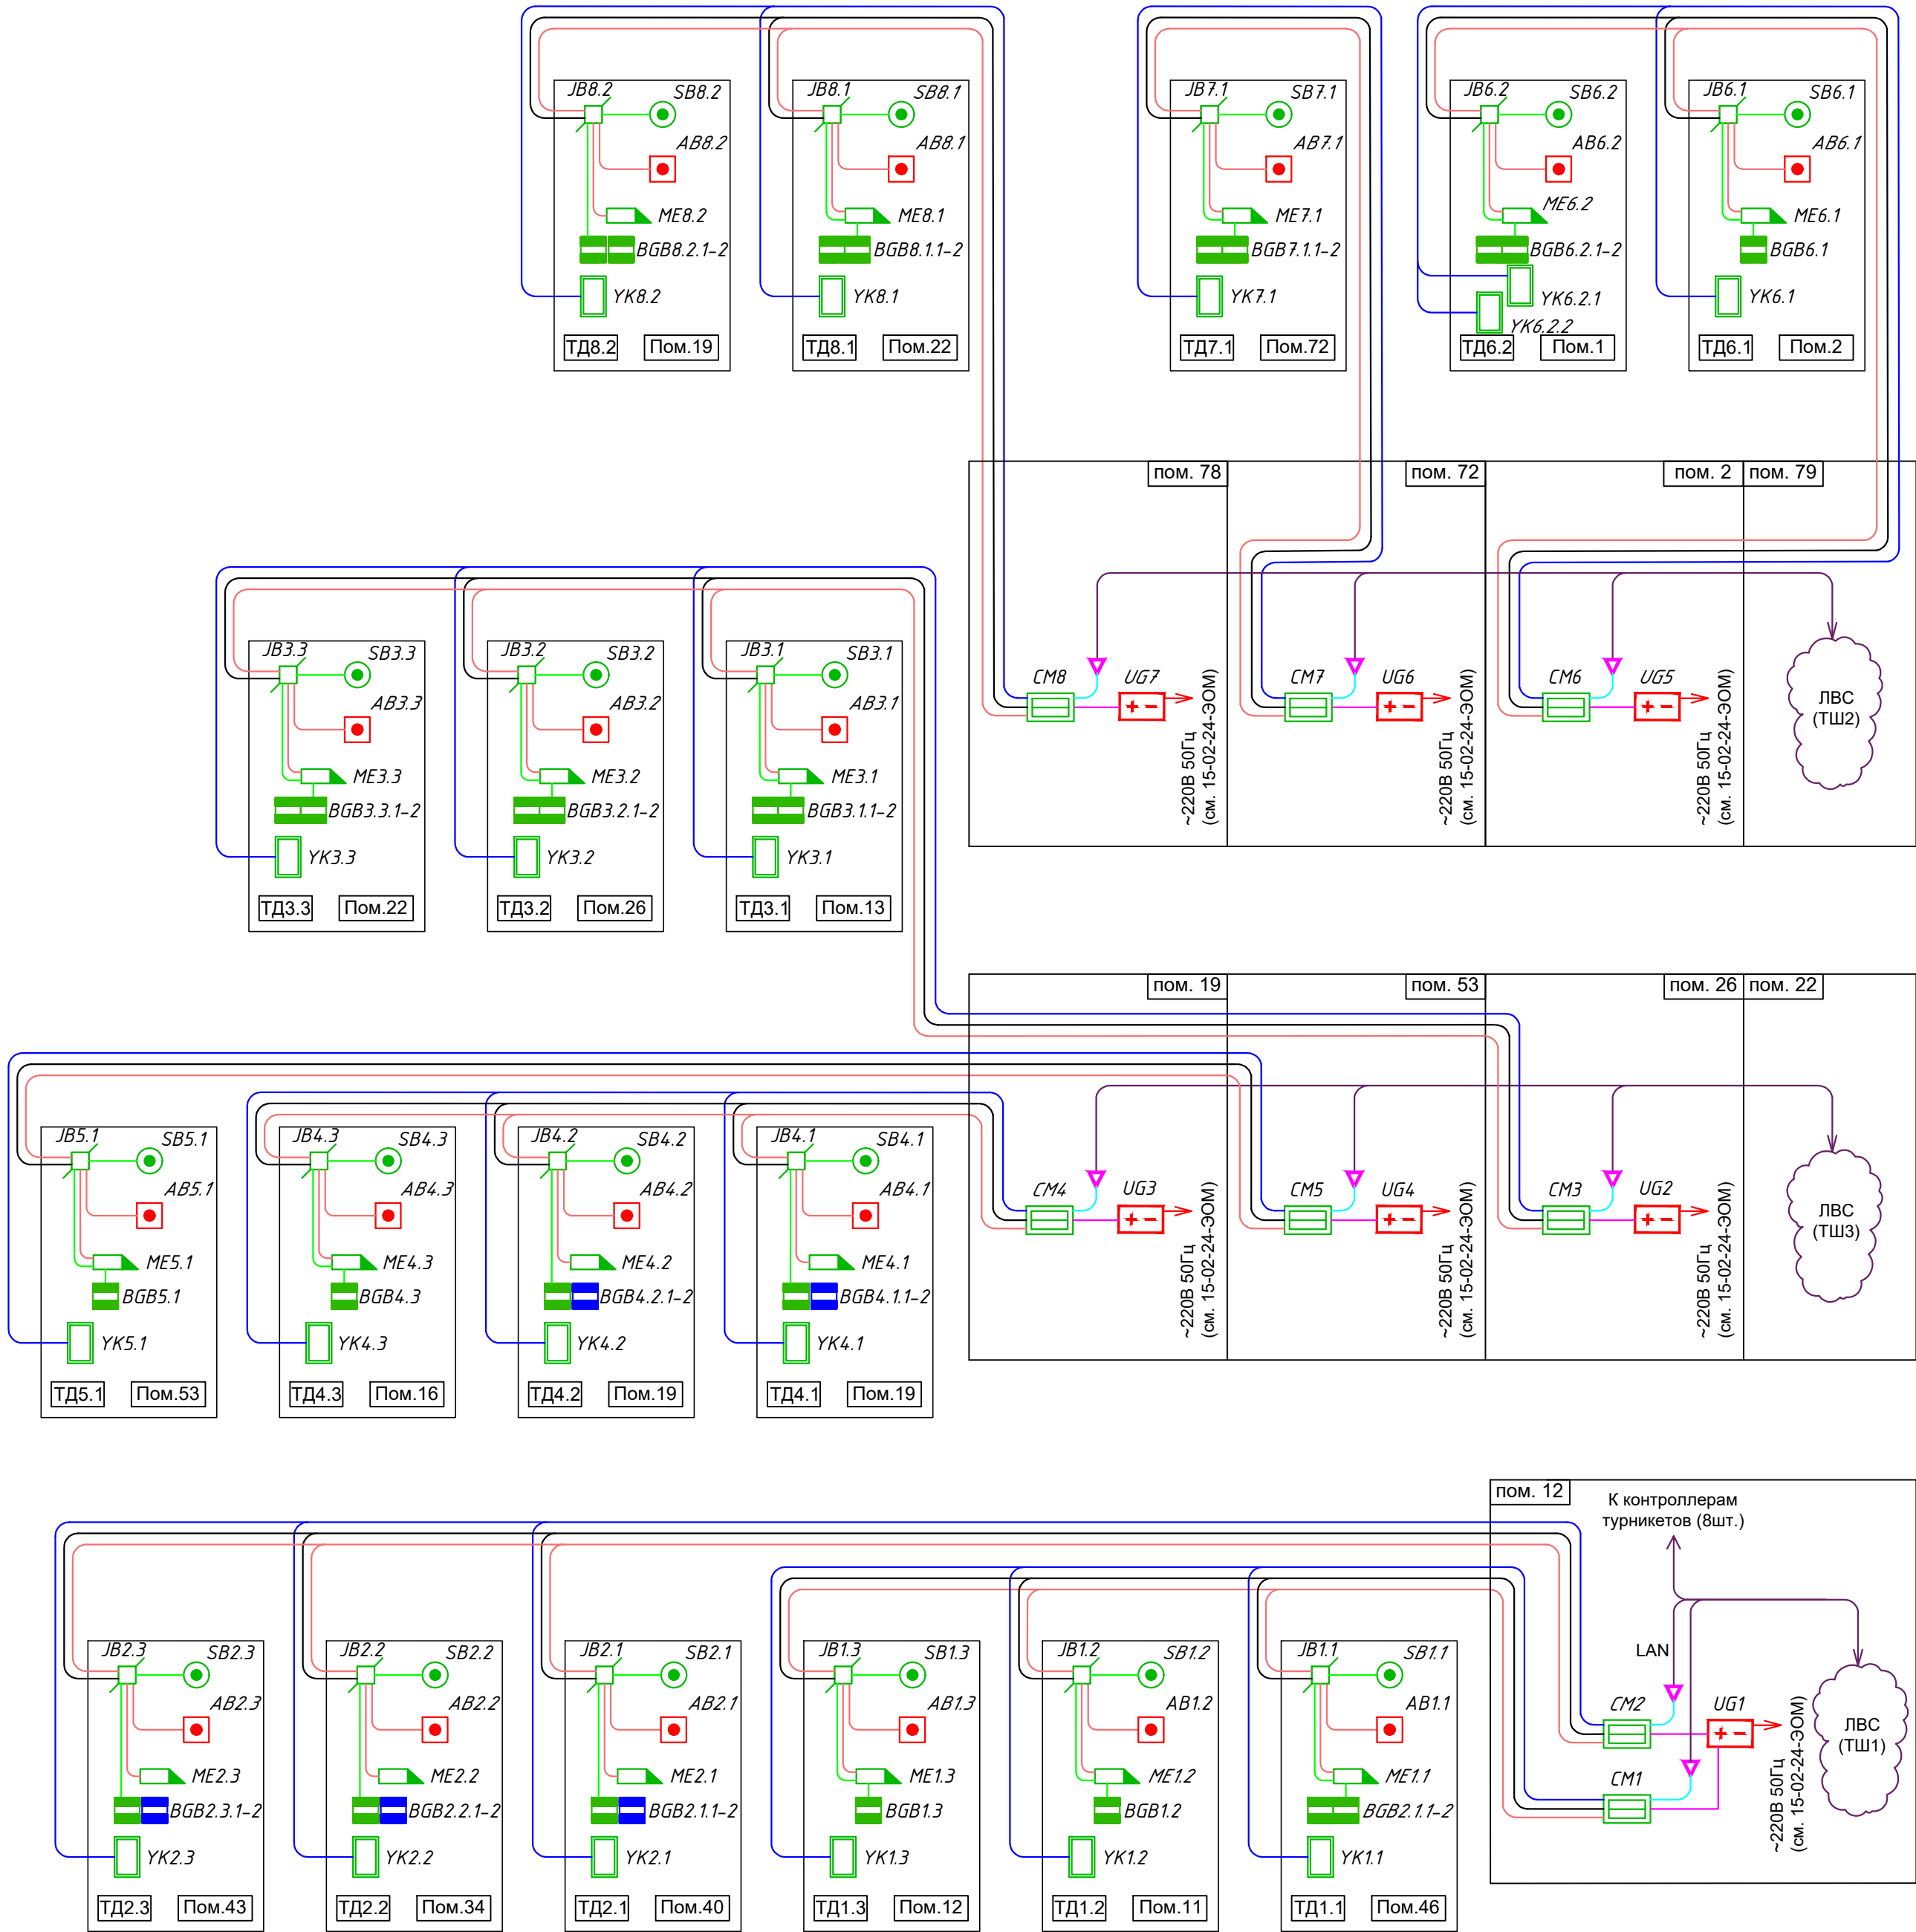 JB8.2
SB8.2
AB8.2
ME8.2
BGB8.2.1-2
YK8.2
ТД8.2
Пом.19
JB8.1
SB8.1
AB8.1
ME8.1
BGB8.1.1-2
YK8.1
ТД8.1
Пом.22
JB7.1
SB7.1
AB7.1
ME7.1
BGB7.1.1-2
YK7.1
ТД7.1
Пом.72
JB6.2
SB6.2
AB6.2
ME6.2
BGB6.2.1-2
YK6.2.1
YK6.2.2
ТД6.2
Пом.1
JB6.1
SB6.1
AB6.1
ME6.1
BGB6.1
YK6.1
ТД6.1
Пом.2
пом. 78
CM8
UG7
~220В 50Гц
(см. 15-02-24-ЭОМ)
пом. 72
CM7
UG6
~220В 50Гц
(см. 15-02-24-ЭОМ)
пом. 2
CM6
UG5
~220В 50Гц
(см. 15-02-24-ЭОМ)
пом. 79
ЛВС
(ТШ2)
JB3.3
SB3.3
AB3.3
ME3.3
BGB3.3.1-2
YK3.3
ТД3.3
Пом.22
JB3.2
SB3.2
AB3.2
ME3.2
BGB3.2.1-2
YK3.2
ТД3.2
Пом.26
JB3.1
SB3.1
AB3.1
ME3.1
BGB3.1.1-2
YK3.1
ТД3.1
Пом.13
пом. 19
CM4
UG3
~220В 50Гц
(см. 15-02-24-ЭОМ)
пом. 53
CM5
UG4
~220В 50Гц
(см. 15-02-24-ЭОМ)
пом. 26
CM3
UG2
~220В 50Гц
(см. 15-02-24-ЭОМ)
пом. 22
ЛВС
(ТШ3)
JB5.1
SB5.1
AB5.1
ME5.1
BGB5.1
YK5.1
ТД5.1
Пом.53
JB4.3
SB4.3
AB4.3
ME4.3
BGB4.3
YK4.3
ТД4.3
Пом.16
JB4.2
SB4.2
AB4.2
ME4.2
BGB4.2.1-2
YK4.2
ТД4.2
Пом.19
JB4.1
SB4.1
AB4.1
ME4.1
BGB4.1.1-2
YK4.1
ТД4.1
Пом.19
пом. 12
К контроллерам
турникетов (8шт.)
LAN
CM2
UG1
CM1
~220В 50Гц
(см. 15-02-24-ЭОМ)
ЛВС
(ТШ1)
JB2.3
SB2.3
AB2.3
ME2.3
BGB2.3.1-2
YK2.3
ТД2.3
Пом.43
JB2.2
SB2.2
AB2.2
ME2.2
BGB2.2.1-2
YK2.2
ТД2.2
Пом.34
JB2.1
SB2.1
AB2.1
ME2.1
BGB2.1.1-2
YK2.1
ТД2.1
Пом.40
JB1.3
SB1.3
AB1.3
ME1.3
BGB1.3
YK1.3
ТД1.3
Пом.12
JB1.2
SB1.2
AB1.2
ME1.2
BGB1.2
YK1.2
ТД1.2
Пом.11
JB1.1
SB1.1
AB1.1
ME1.1
BGB2.1.1-2
YK1.1
ТД1.1
Пом.46